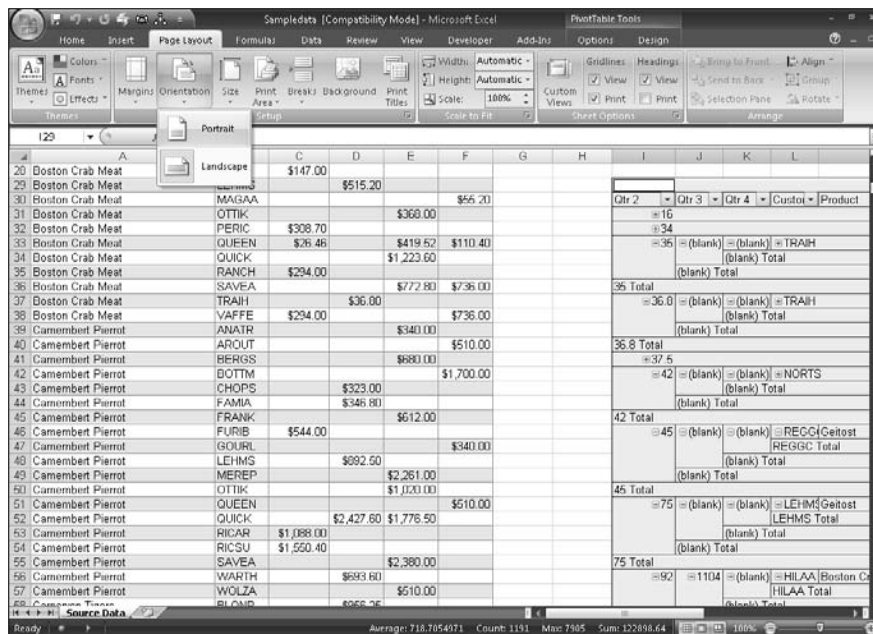 Sampledata [Compatibility Mode] - Microsoft Excel PivotTable Tools
Home Insert Page Layout Formulas Data Review View Developer Add-Ins Options Design
Colors Width: Automatic Gridlines Headings Bring to Front Align
Aa A Fonts Height: Automatic View View Send to Back Group
Themes Effects Margins Orientation Size Print Area Breaks Background Print Titles Scale: 100% Custom Views Print Print Selection Pane Rotate
Themes Setup Scale to Fit Sheet Options Arrange
Portrait
Landscape
I29
A C D E F G H I J K L
28 Boston Crab Meat $147.00
29 Boston Crab Meat LEHMS $515.20
30 Boston Crab Meat MAGAA $55.20 Qtr 2 Qtr 3 Qtr 4 Custo Product
31 Boston Crab Meat OTTIK $368.00 16
32 Boston Crab Meat PERIC $308.70 34
33 Boston Crab Meat QUEEN $26.46 $419.52 $110.40 35 (blank) (blank) TRAIH
34 Boston Crab Meat QUICK $1,223.60 (blank) Total
35 Boston Crab Meat RANCH $294.00 (blank) Total
36 Boston Crab Meat SAVEA $772.80 $736.00 35 Total
37 Boston Crab Meat TRAIH $36.80 36.8 (blank) (blank) TRAIH
38 Boston Crab Meat VAFFE $294.00 $736.00 (blank) Total
39 Camembert Pierrot ANATR $340.00 (blank) Total
40 Camembert Pierrot AROUT $510.00 36.8 Total
41 Camembert Pierrot BERGS $680.00 37.5
42 Camembert Pierrot BOTTM $1,700.00 42 (blank) (blank) NORTS
43 Camembert Pierrot CHOPS $323.00 (blank) Total
44 Camembert Pierrot FAMIA $346.80 (blank) Total
45 Camembert Pierrot FRANK $612.00 42 Total
46 Camembert Pierrot FURIB $544.00 45 (blank) (blank) REGGC Geitost
47 Camembert Pierrot GOURL $340.00 REGGC Total
48 Camembert Pierrot LEHMS $892.50 (blank) Total
49 Camembert Pierrot MEREP $2,261.00 (blank) Total
50 Camembert Pierrot OTTIK $1,020.00 45 Total
51 Camembert Pierrot QUEEN $510.00 75 (blank) (blank) LEHMS Geitost
52 Camembert Pierrot QUICK $2,427.60 $1,776.50 LEHMS Total
53 Camembert Pierrot RICAR $1,088.00 (blank) Total
54 Camembert Pierrot RICSU $1,550.40 (blank) Total
55 Camembert Pierrot SAVEA $2,380.00 75 Total
56 Camembert Pierrot WARTH $693.60 92 1104 (blank) HILAA Boston Cr
57 Camembert Pierrot WOLZA $510.00 HILAA Total
Source Data
Ready Average: 718.7054971 Count: 1191 Max: 7905 Sum: 122898.64 100%